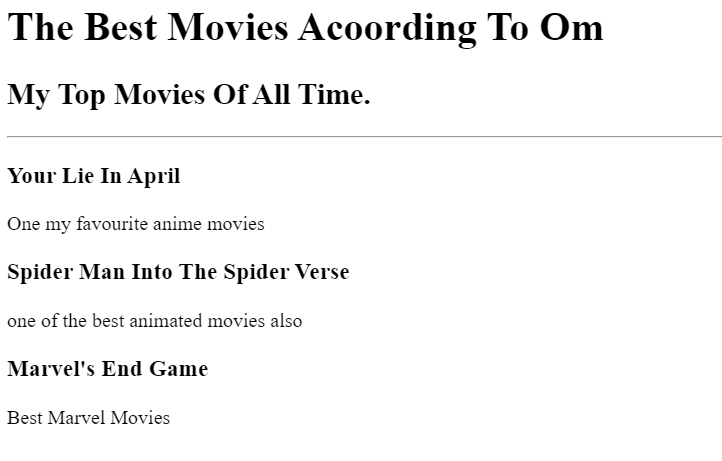 The Best Movies Acoording To Om
My Top Movies Of All Time.
Your Lie In April
One my favourite anime movies
Spider Man Into The Spider Verse
one of the best animated movies also
Marvel's End Game
Best Marvel Movies